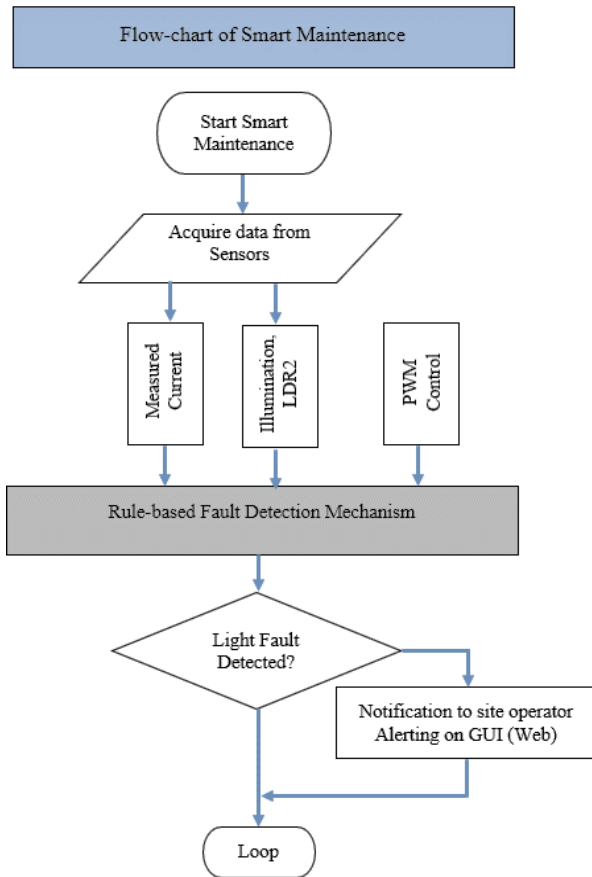 Flow-chart of Smart Maintenance
Start Smart
Maintenance
Acquire data from
Sensors
Measured
Current
Illumination,
LDR2
PWM
Control
Rule-based Fault Detection Mechanism
Light Fault
Detected?
Notification to site operator
Alerting on GUI (Web)
Loop